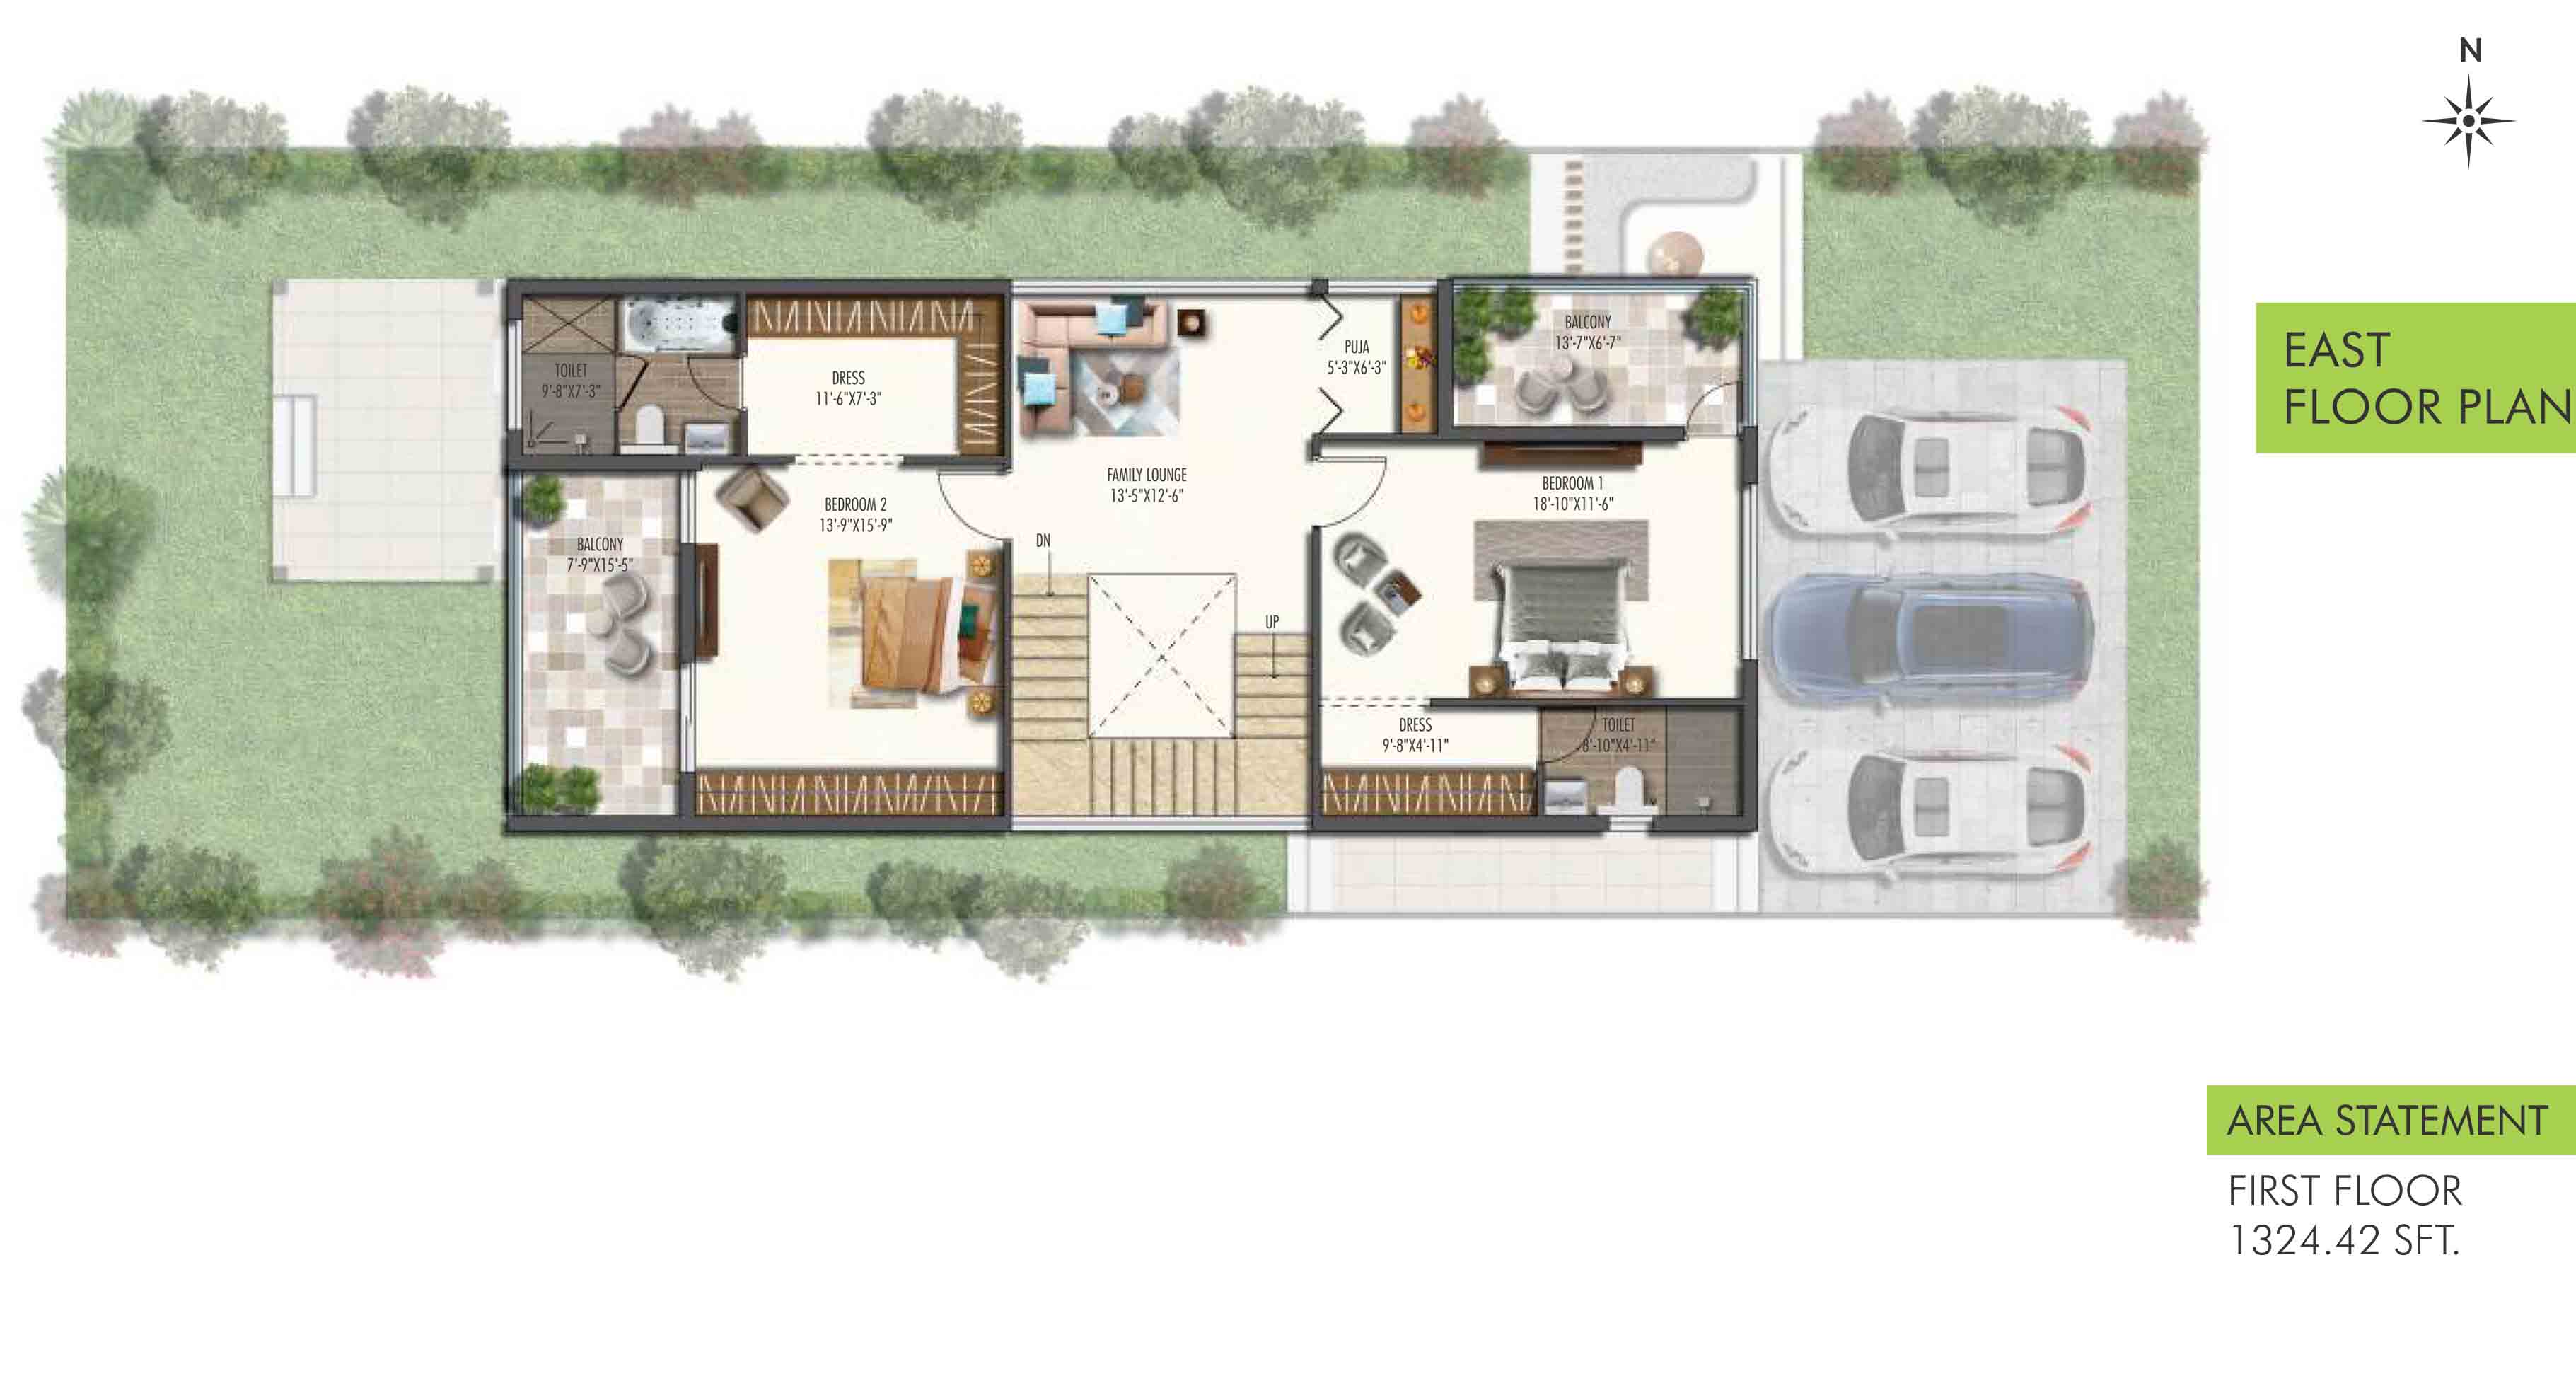 N
EAST
FLOOR PLAN
TOILET
9'-8"X7'-3"
DRESS
11'-6"X7'-3"
PUJA
5'-3"X6'-3"
BALCONY
13'-7"X6'-7"
FAMILY LOUNGE
13'-5"X12'-6"
BEDROOM 2
13'-9"X15'-9"
BEDROOM 1
18'-10"X11'-6"
BALCONY
7'-9"X15'-5"
DN
UP
DRESS
9'-8"X4'-11"
TOILET
8'-10"X4'-11"
AREA STATEMENT
FIRST FLOOR
1324.42 SFT.